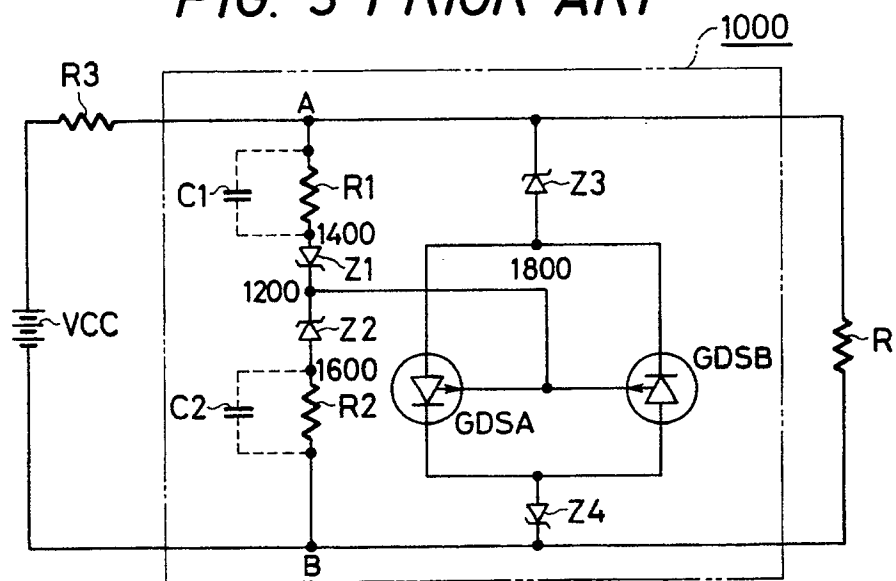 FIG. 3 PRIOR ART
1000
R3
A
C1
R1
Z3
1400
Z1
1800
1200
VCC
Z2
R
GDSB
1600
C2
R2
GDSA
Z4
B